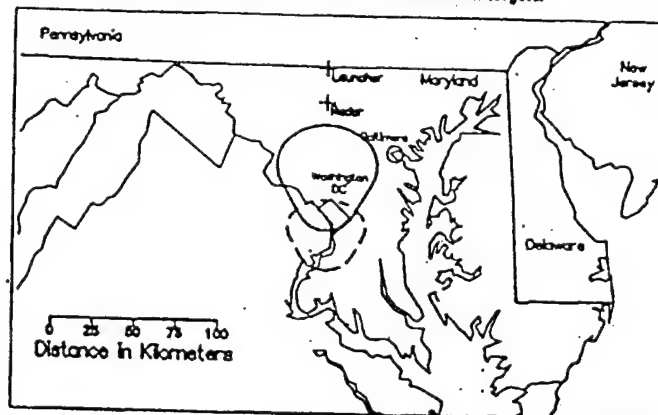 Pennsylvania
Launcher
Maryland
New
Jersey
Radar
Baltimore
Washington
DC
Delaware
0 25 50 75 100
Distance in Kilometers